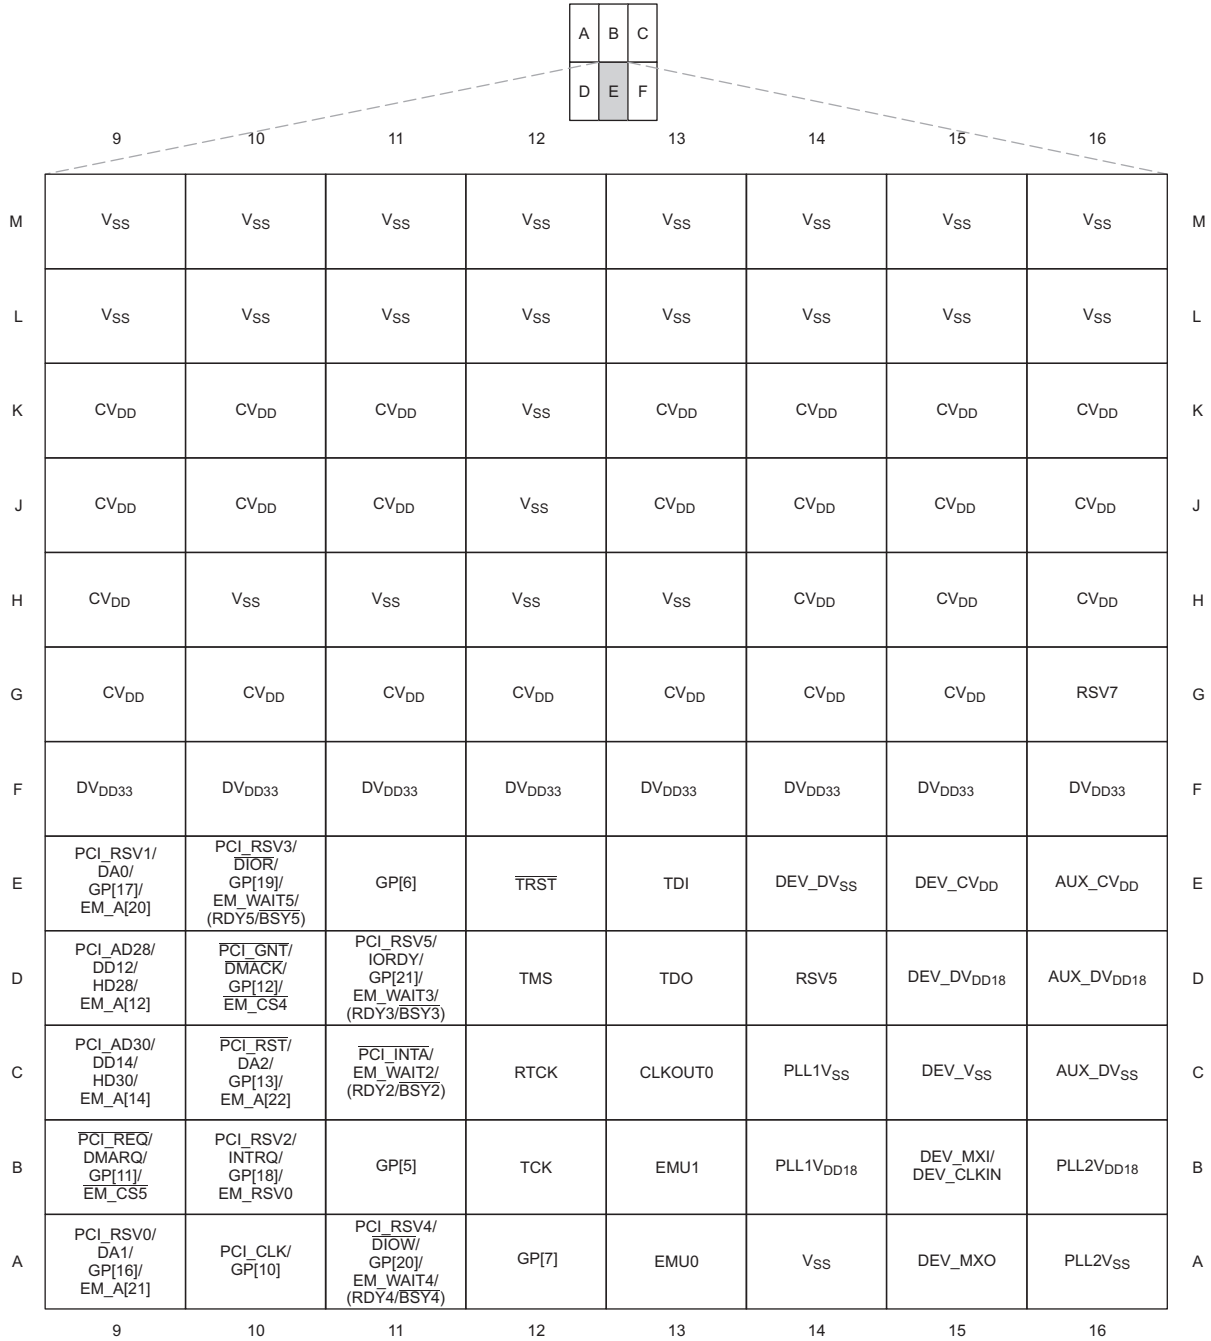 A B C
D E F
9 10 11 12 13 14 15 16
M VSS VSS VSS VSS VSS VSS VSS VSS M
L VSS VSS VSS VSS VSS VSS VSS VSS L
K CVDD CVDD CVDD VSS CVDD CVDD CVDD CVDD K
J CVDD CVDD CVDD VSS CVDD CVDD CVDD CVDD J
H CVDD VSS VSS VSS VSS CVDD CVDD CVDD H
G CVDD CVDD CVDD CVDD CVDD CVDD CVDD RSV7 G
F DVDD33 DVDD33 DVDD33 DVDD33 DVDD33 DVDD33 DVDD33 DVDD33 F
E
PCI_RSV1/
DA0/
GP[17]/
EM_A[20]
PCI_RSV3/
DIOR/
GP[19]/
EM_WAIT5/
(RDY5/BSY5)
GP[6]
TRST
TDI
DEV_DVSS
DEV_CVDD
AUX_CVDD
E
D
PCI_AD28/
DD12/
HD28/
EM_A[12]
PCI_GNT/
DMACK/
GP[12]/
EM_CS4
PCI_RSV5/
IORDY/
GP[21]/
EM_WAIT3/
(RDY3/BSY3)
TMS
TDO
RSV5
DEV_DVDD18
AUX_DVDD18
D
C
PCI_AD30/
DD14/
HD30/
EM_A[14]
PCI_RST/
DA2/
GP[13]/
EM_A[22]
PCI_INTA/
EM_WAIT2/
(RDY2/BSY2)
RTCK
CLKOUT0
PLL1VSS
DEV_VSS
AUX_DVSS
C
B
PCI_REQ/
DMARQ/
GP[11]/
EM_CS5
PCI_RSV2/
INTRQ/
GP[18]/
EM_RSV0
GP[5]
TCK
EMU1
PLL1VDD18
DEV_MXI/
DEV_CLKIN
PLL2VDD18
B
A
PCI_RSV0/
DA1/
GP[16]/
EM_A[21]
PCI_CLK/
GP[10]
PCI_RSV4/
DIOW/
GP[20]/
EM_WAIT4/
(RDY4/BSY4)
GP[7]
EMU0
VSS
DEV_MXO
PLL2VSS
A
9 10 11 12 13 14 15 16